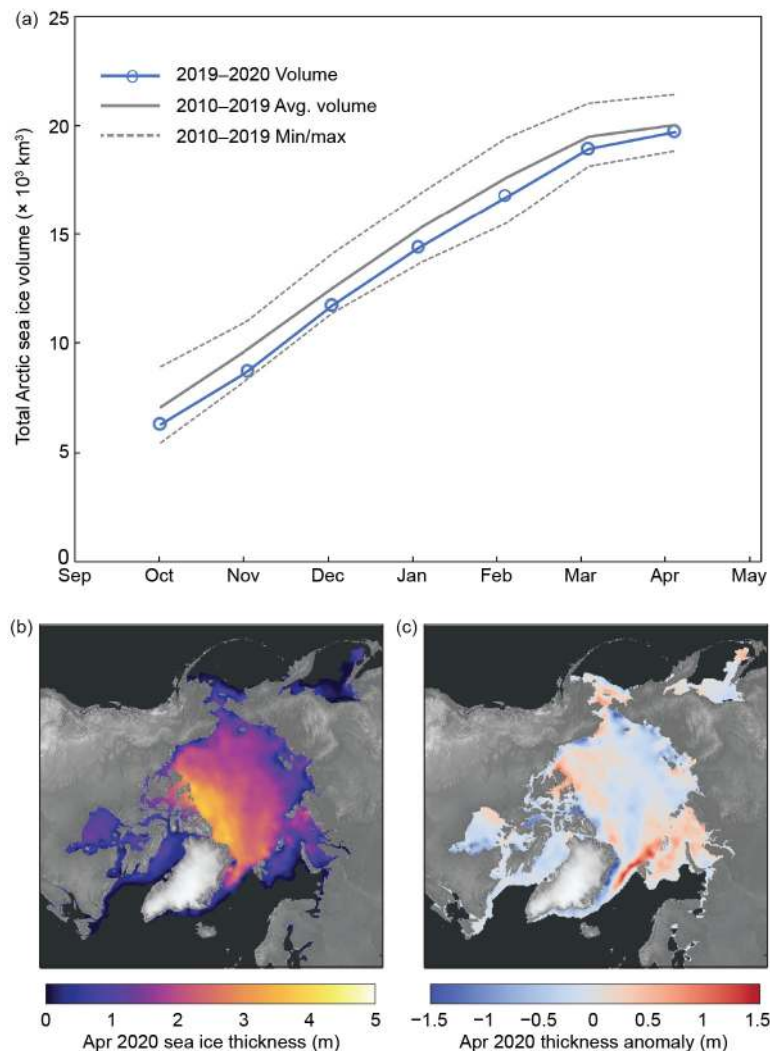 (a)
25
20
15
10
5
0
Total Arctic sea ice volume (× 10³ km³)
2019–2020 Volume
2010–2019 Avg. volume
2010–2019 Min/max
Sep Oct Nov Dec Jan Feb Mar Apr May
(b)
(c)
0 1 2 3 4 5
Apr 2020 sea ice thickness (m)
−1.5 −1 −0.5 0 0.5 1 1.5
Apr 2020 thickness anomaly (m)